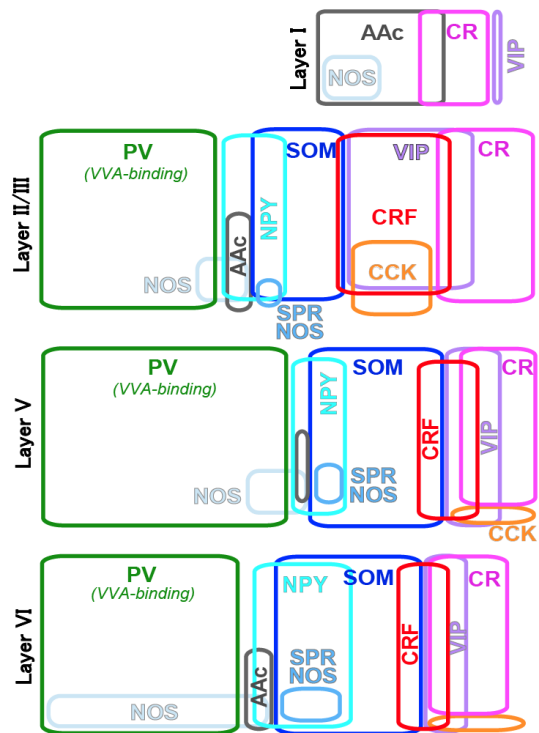 Layer I
AAc
CR
NOS
VIP
Layer II/III
PV
(VVA-binding)
SOM
VIP
CR
NPY
AAc
CRF
NOS
CCK
SPR
NOS
Layer V
PV
(VVA-binding)
SOM
CR
NPY
CRF
VIP
NOS
SPR
NOS
CCK
Layer VI
PV
(VVA-binding)
NPY
SOM
CR
CRF
VIP
AAc
SPR
NOS
NOS